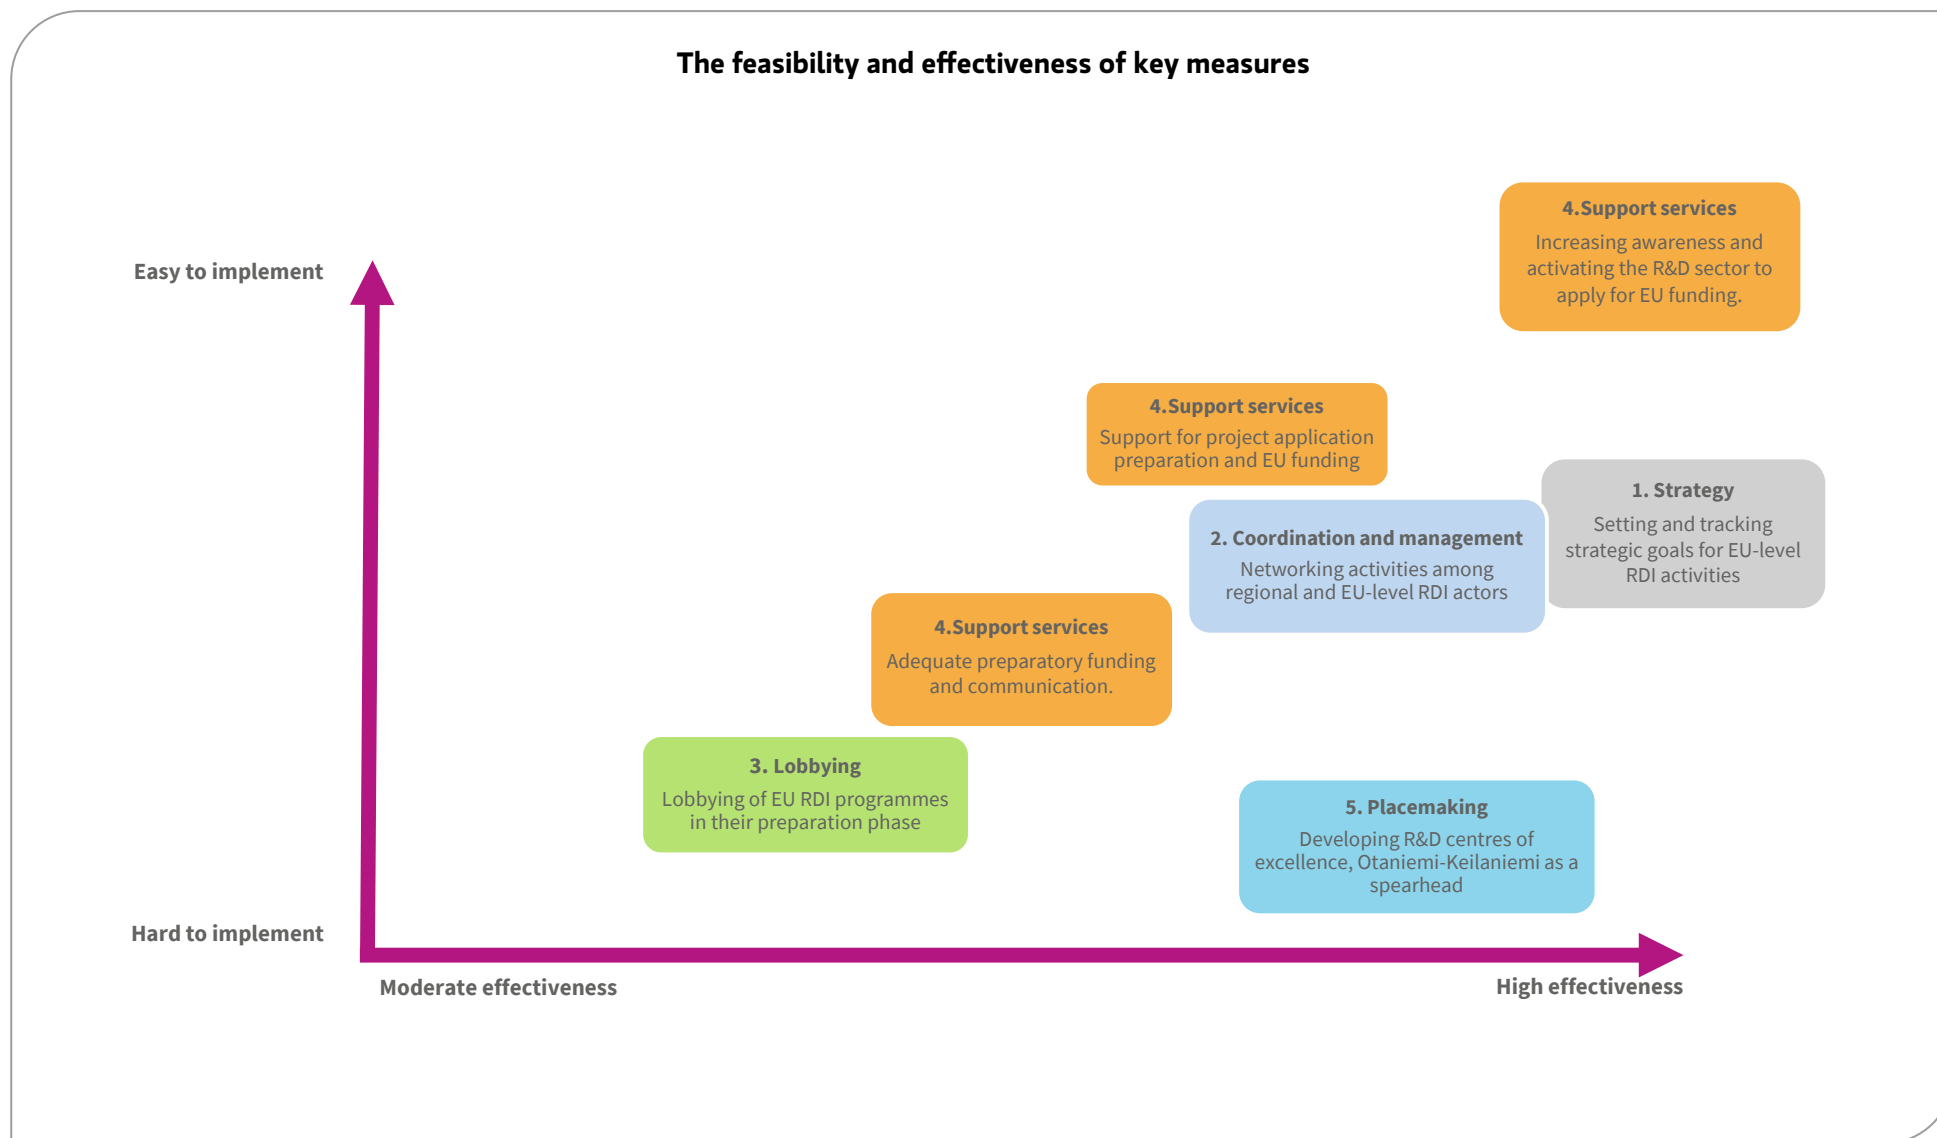 The feasibility and effectiveness of key measures
4.Support services
Increasing awareness and
activating the R&D sector to
apply for EU funding.
Easy to implement
4.Support services
Support for project application
preparation and EU funding
1. Strategy
Setting and tracking
strategic goals for EU-level
RDI activities
2. Coordination and management
Networking activities among
regional and EU-level RDI actors
4.Support services
Adequate preparatory funding
and communication.
3. Lobbying
Lobbying of EU RDI programmes
in their preparation phase
5. Placemaking
Developing R&D centres of
excellence, Otaniemi-Keilaniemi as a
spearhead
Hard to implement
Moderate effectiveness
High effectiveness